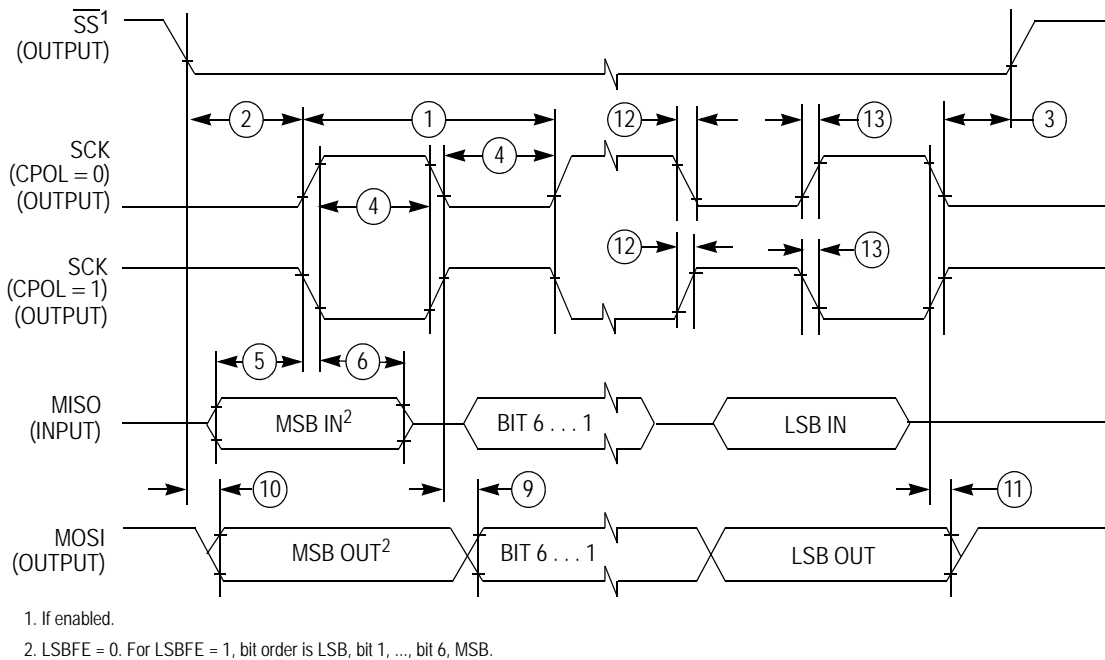 SS1
(OUTPUT)
2
1
12
13
3
SCK
(CPOL = 0)
(OUTPUT)
4
4
12
13
SCK
(CPOL = 1)
(OUTPUT)
5
6
MISO
(INPUT)
MSB IN2
BIT 6 . . . 1
LSB IN
10
9
11
MOSI
(OUTPUT)
MSB OUT2
BIT 6 . . . 1
LSB OUT
1. If enabled.
2. LSBFE = 0. For LSBFE = 1, bit order is LSB, bit 1, ..., bit 6, MSB.